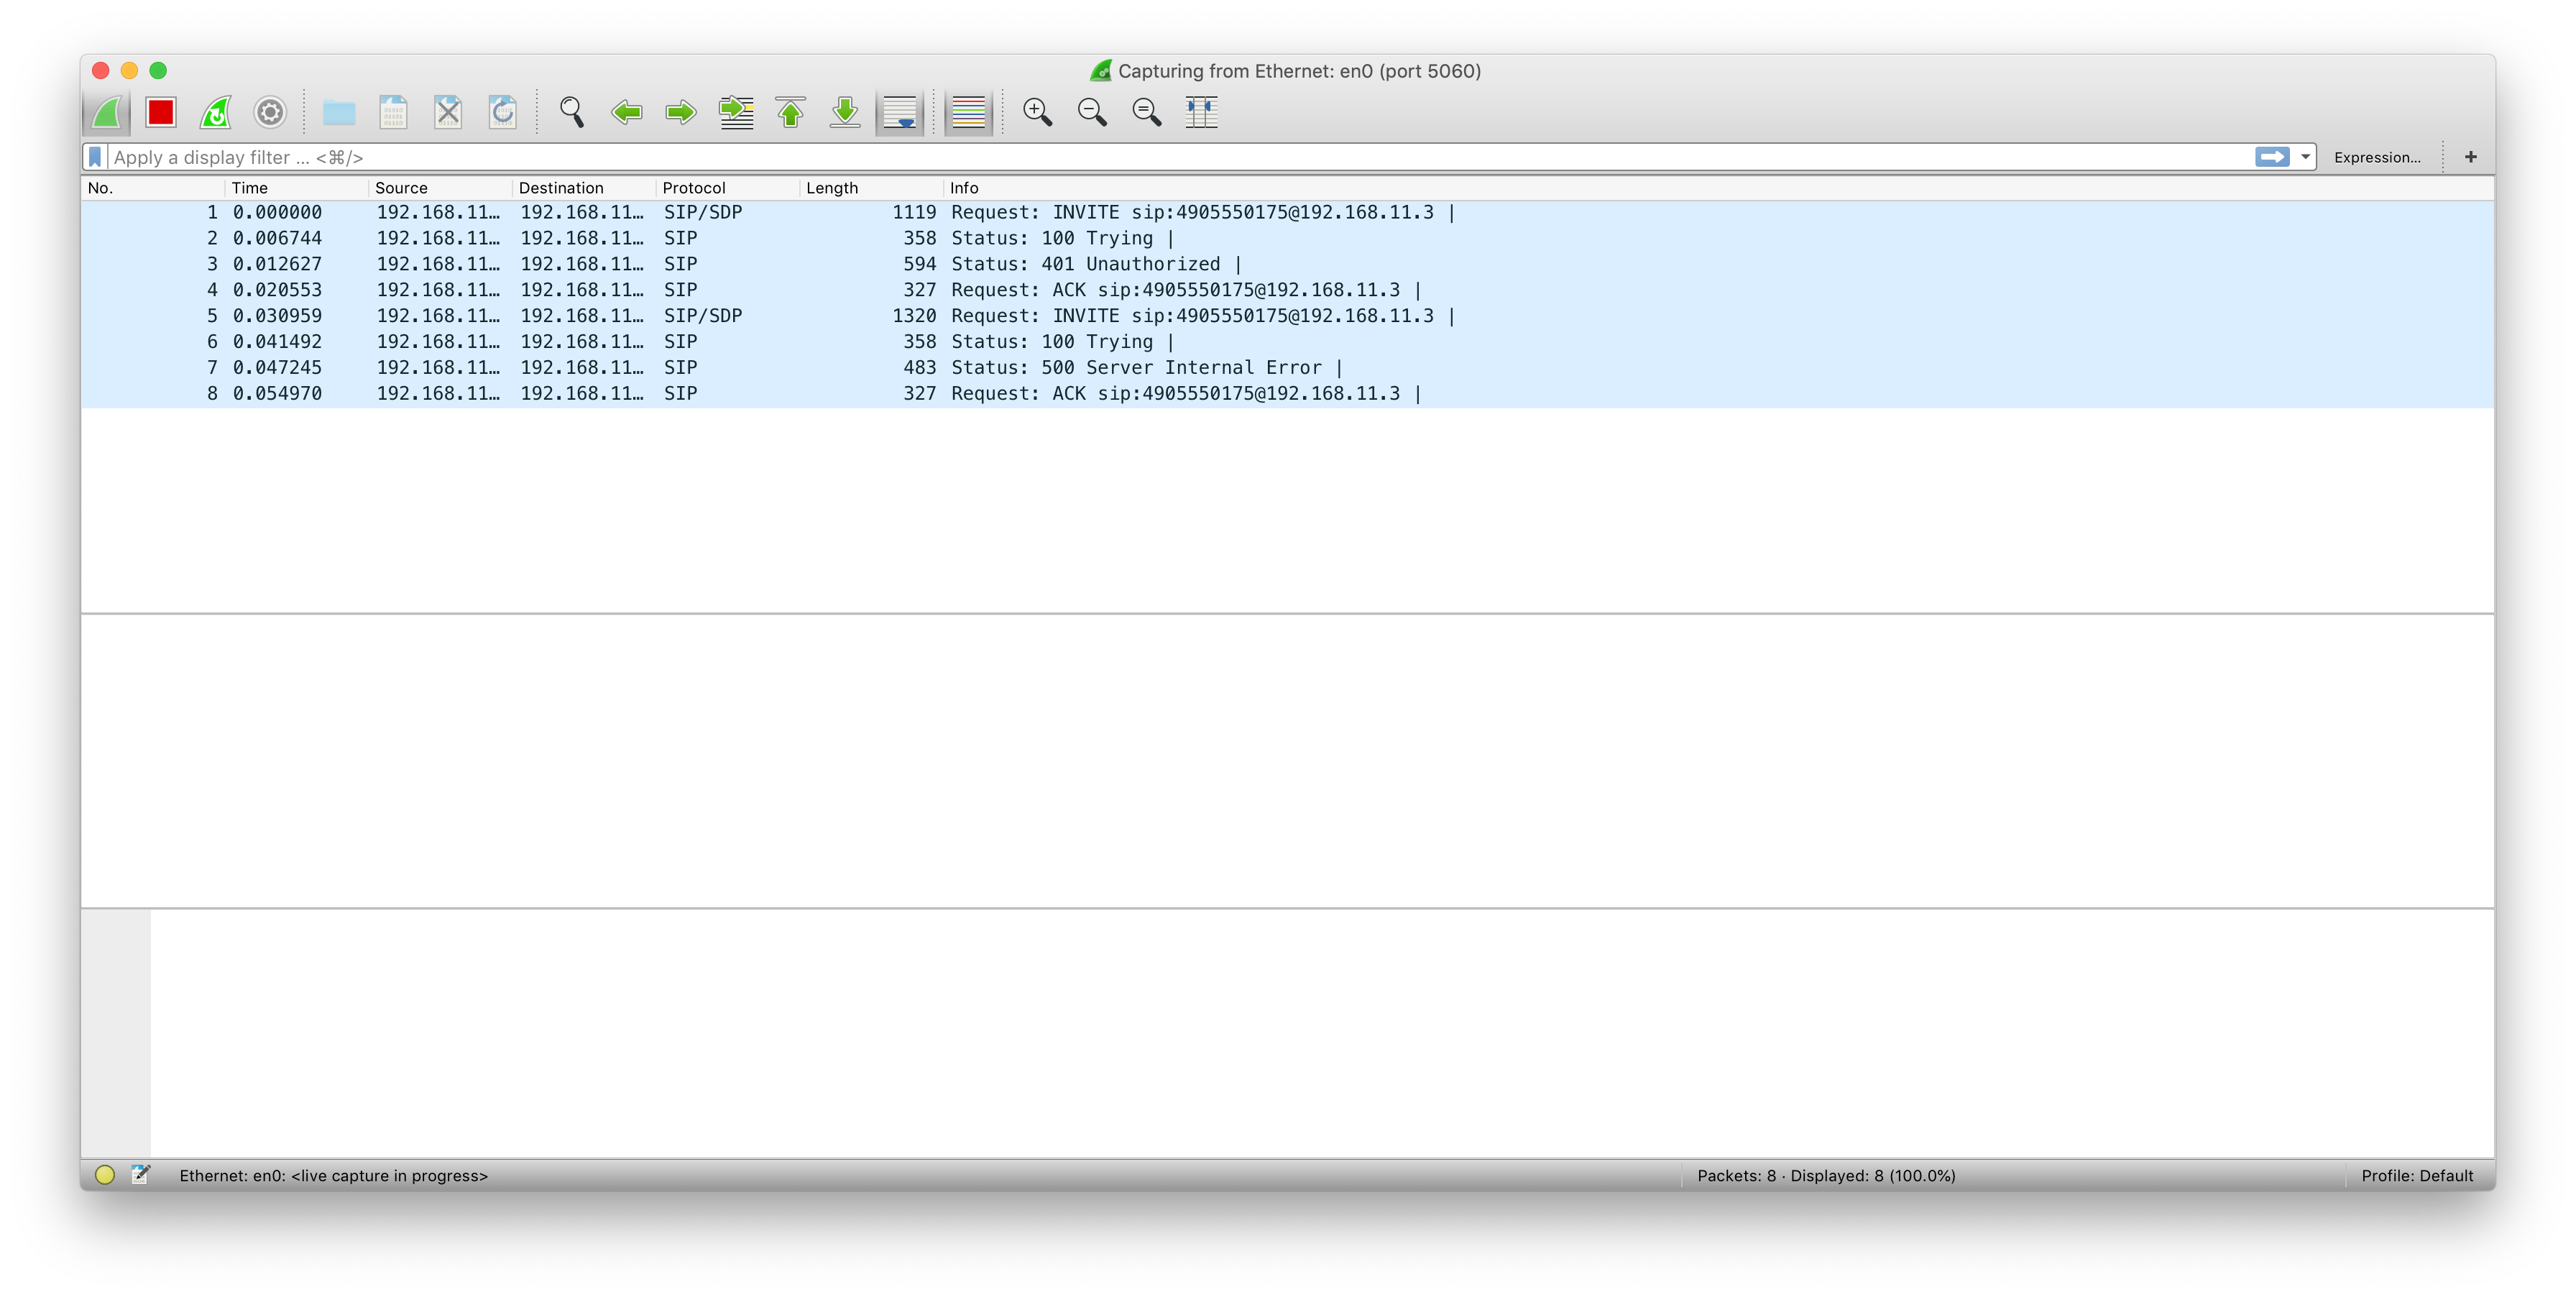 Capturing from Ethernet: en0 (port 5060)
Apply a display filter ... <⌘/>
Expression...
+
No. Time Source Destination Protocol Length Info
1 0.000000 192.168.11… 192.168.11… SIP/SDP 1119 Request: INVITE sip:4905550175@192.168.11.3 |
2 0.006744 192.168.11… 192.168.11… SIP 358 Status: 100 Trying |
3 0.012627 192.168.11… 192.168.11… SIP 594 Status: 401 Unauthorized |
4 0.020553 192.168.11… 192.168.11… SIP 327 Request: ACK sip:4905550175@192.168.11.3 |
5 0.030959 192.168.11… 192.168.11… SIP/SDP 1320 Request: INVITE sip:4905550175@192.168.11.3 |
6 0.041492 192.168.11… 192.168.11… SIP 358 Status: 100 Trying |
7 0.047245 192.168.11… 192.168.11… SIP 483 Status: 500 Server Internal Error |
8 0.054970 192.168.11… 192.168.11… SIP 327 Request: ACK sip:4905550175@192.168.11.3 |
Ethernet: en0: <live capture in progress>
Packets: 8 · Displayed: 8 (100.0%)
Profile: Default